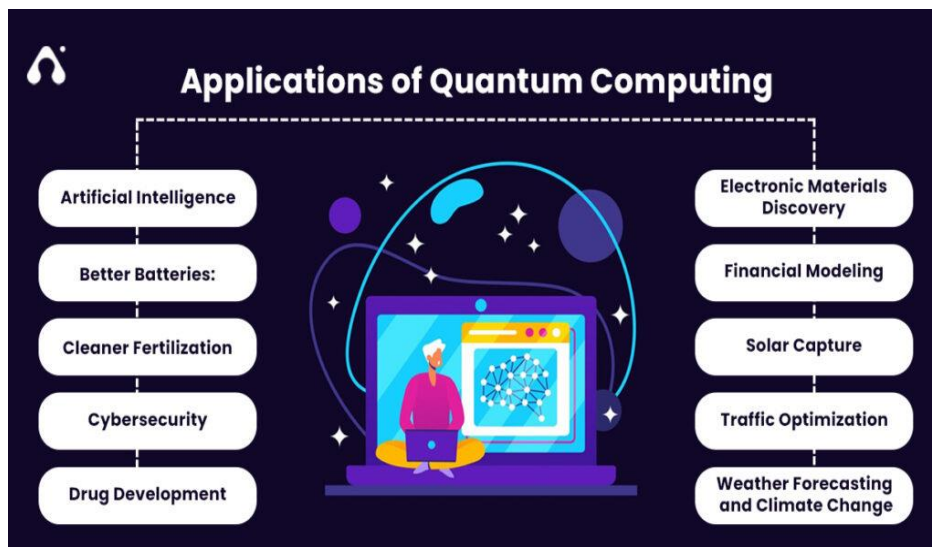 Applications of Quantum Computing
Artificial Intelligence
Better Batteries:
Cleaner Fertilization
Cybersecurity
Drug Development
Electronic Materials
Discovery
Financial Modeling
Solar Capture
Traffic Optimization
Weather Forecasting
and Climate Change